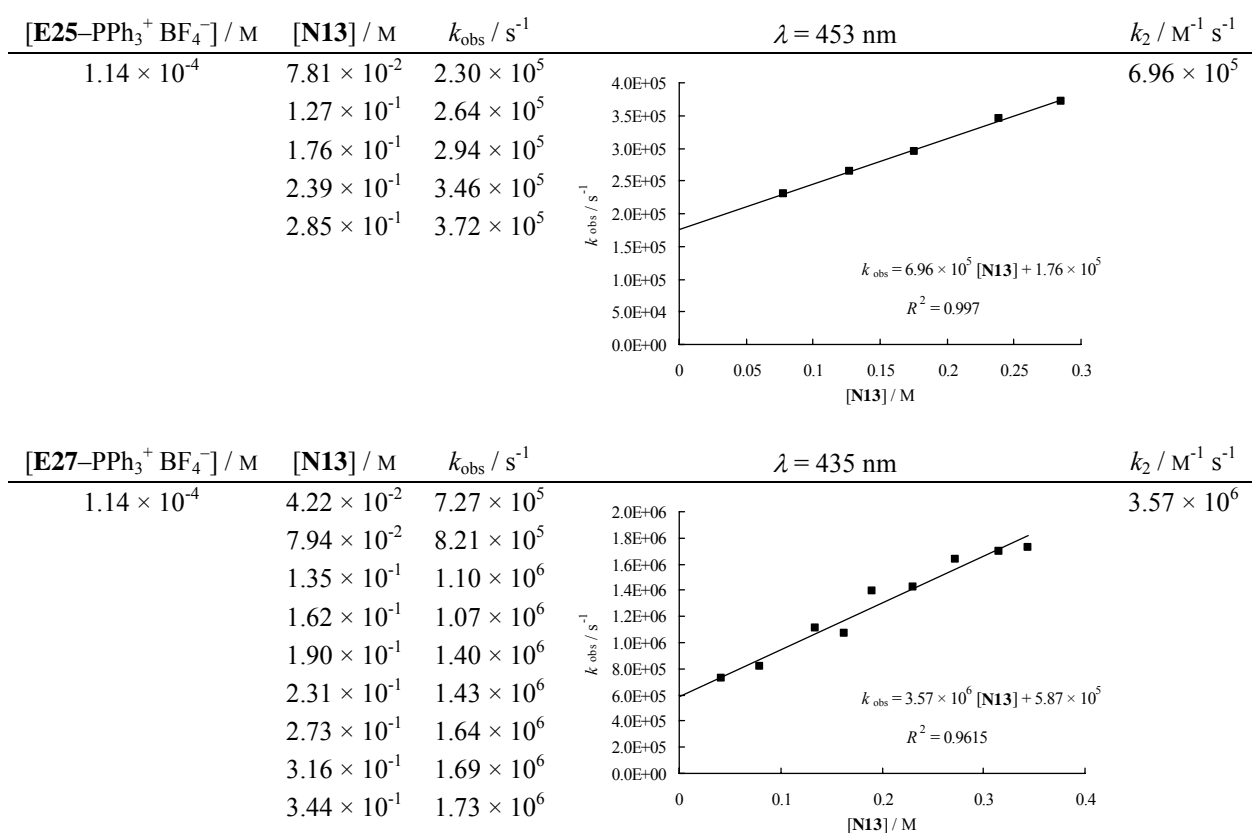 [E25–PPh₃⁺ BF₄⁻] / M [N13] / M k_obs / s⁻¹ λ = 453 nm k₂ / M⁻¹ s⁻¹
1.14 × 10⁻⁴ 7.81 × 10⁻² 2.30 × 10⁵ 6.96 × 10⁵
1.27 × 10⁻¹ 2.64 × 10⁵
1.76 × 10⁻¹ 2.94 × 10⁵
2.39 × 10⁻¹ 3.46 × 10⁵
2.85 × 10⁻¹ 3.72 × 10⁵
4.0E+05
3.5E+05
3.0E+05
2.5E+05
2.0E+05
1.5E+05
1.0E+05
5.0E+04
0.0E+00
k obs / s⁻¹
k obs = 6.96 × 10⁵ [N13] + 1.76 × 10⁵
R² = 0.997
0 0.05 0.1 0.15 0.2 0.25 0.3
[N13] / M
[E27–PPh₃⁺ BF₄⁻] / M [N13] / M k_obs / s⁻¹ λ = 435 nm k₂ / M⁻¹ s⁻¹
1.14 × 10⁻⁴ 4.22 × 10⁻² 7.27 × 10⁵ 3.57 × 10⁶
7.94 × 10⁻² 8.21 × 10⁵
1.35 × 10⁻¹ 1.10 × 10⁶
1.62 × 10⁻¹ 1.07 × 10⁶
1.90 × 10⁻¹ 1.40 × 10⁶
2.31 × 10⁻¹ 1.43 × 10⁶
2.73 × 10⁻¹ 1.64 × 10⁶
3.16 × 10⁻¹ 1.69 × 10⁶
3.44 × 10⁻¹ 1.73 × 10⁶
2.0E+06
1.8E+06
1.6E+06
1.4E+06
1.2E+06
1.0E+06
8.0E+05
6.0E+05
4.0E+05
2.0E+05
0.0E+00
k obs / s⁻¹
k obs = 3.57 × 10⁶ [N13] + 5.87 × 10⁵
R² = 0.9615
0 0.1 0.2 0.3 0.4
[N13] / M